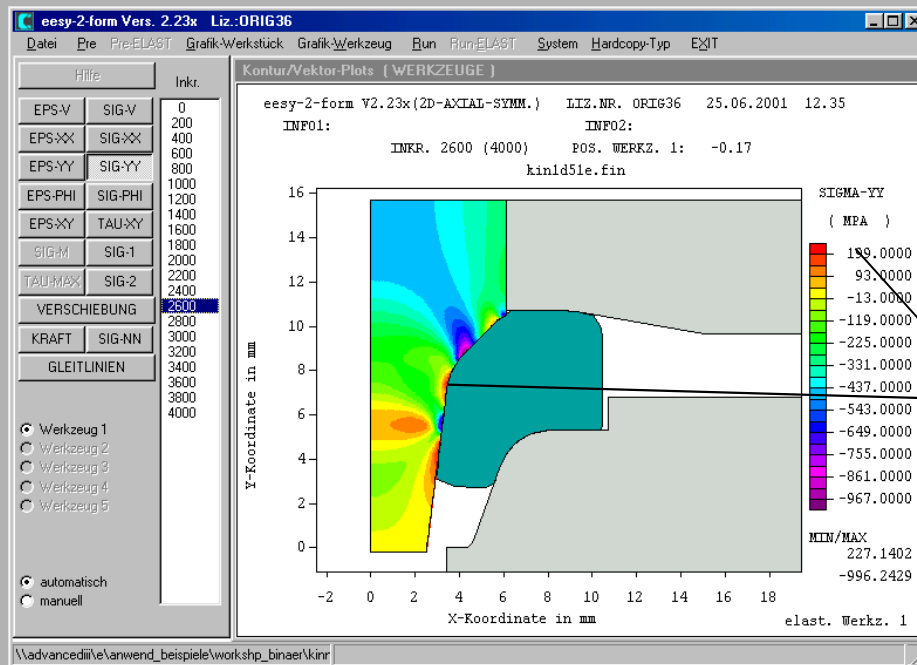 eesy-2-form Vers. 2.23x Liz.:ORIG36
Datei Pre Pre-ELAST Grafik-Werkstück Grafik-Werkzeug Run Run-ELAST System Hardcopy-Typ EXIT
Hilfe
EPS-V SIG-V
EPS-XX SIG-XX
EPS-YY SIG-YY
EPS-PHI SIG-PHI
EPS-XY TAU-XY
SIG-M SIG-1
TAU-MAX SIG-2
VERSCHIEBUNG
KRAFT SIG-NN
GLEITLINIEN
Werkzeug 1
Werkzeug 2
Werkzeug 3
Werkzeug 4
Werkzeug 5
automatisch
manuell
Inkr.
0
200
400
600
800
1000
1200
1400
1600
1800
2000
2200
2400
2600
2800
3000
3200
3400
3600
3800
4000
Kontur/Vektor-Plots ( WERKZEUGE )
eesy-2-form V2.23x(2D-AXIAL-SYMM.) LIZ.NR. ORIG36 25.06.2001 12.35
INFO1: INFO2:
INKR. 2600 (4000) POS. WERKZ. 1: -0.17
kin1d51e.fin
16
14
12
10
8
6
4
2
0
Y-Koordinate in mm
-2 0 2 4 6 8 10 12 14 16 18
X-Koordinate in mm
SIGMA-YY
( MPA )
199.0000
93.0000
-13.0000
-119.0000
-225.0000
-331.0000
-437.0000
-543.0000
-649.0000
-755.0000
-861.0000
-967.0000
MIN/MAX
227.1402
-996.2429
elast. Werkz. 1
\\advancediii\e\anwend_beispiele\workshp_binaer\kinr